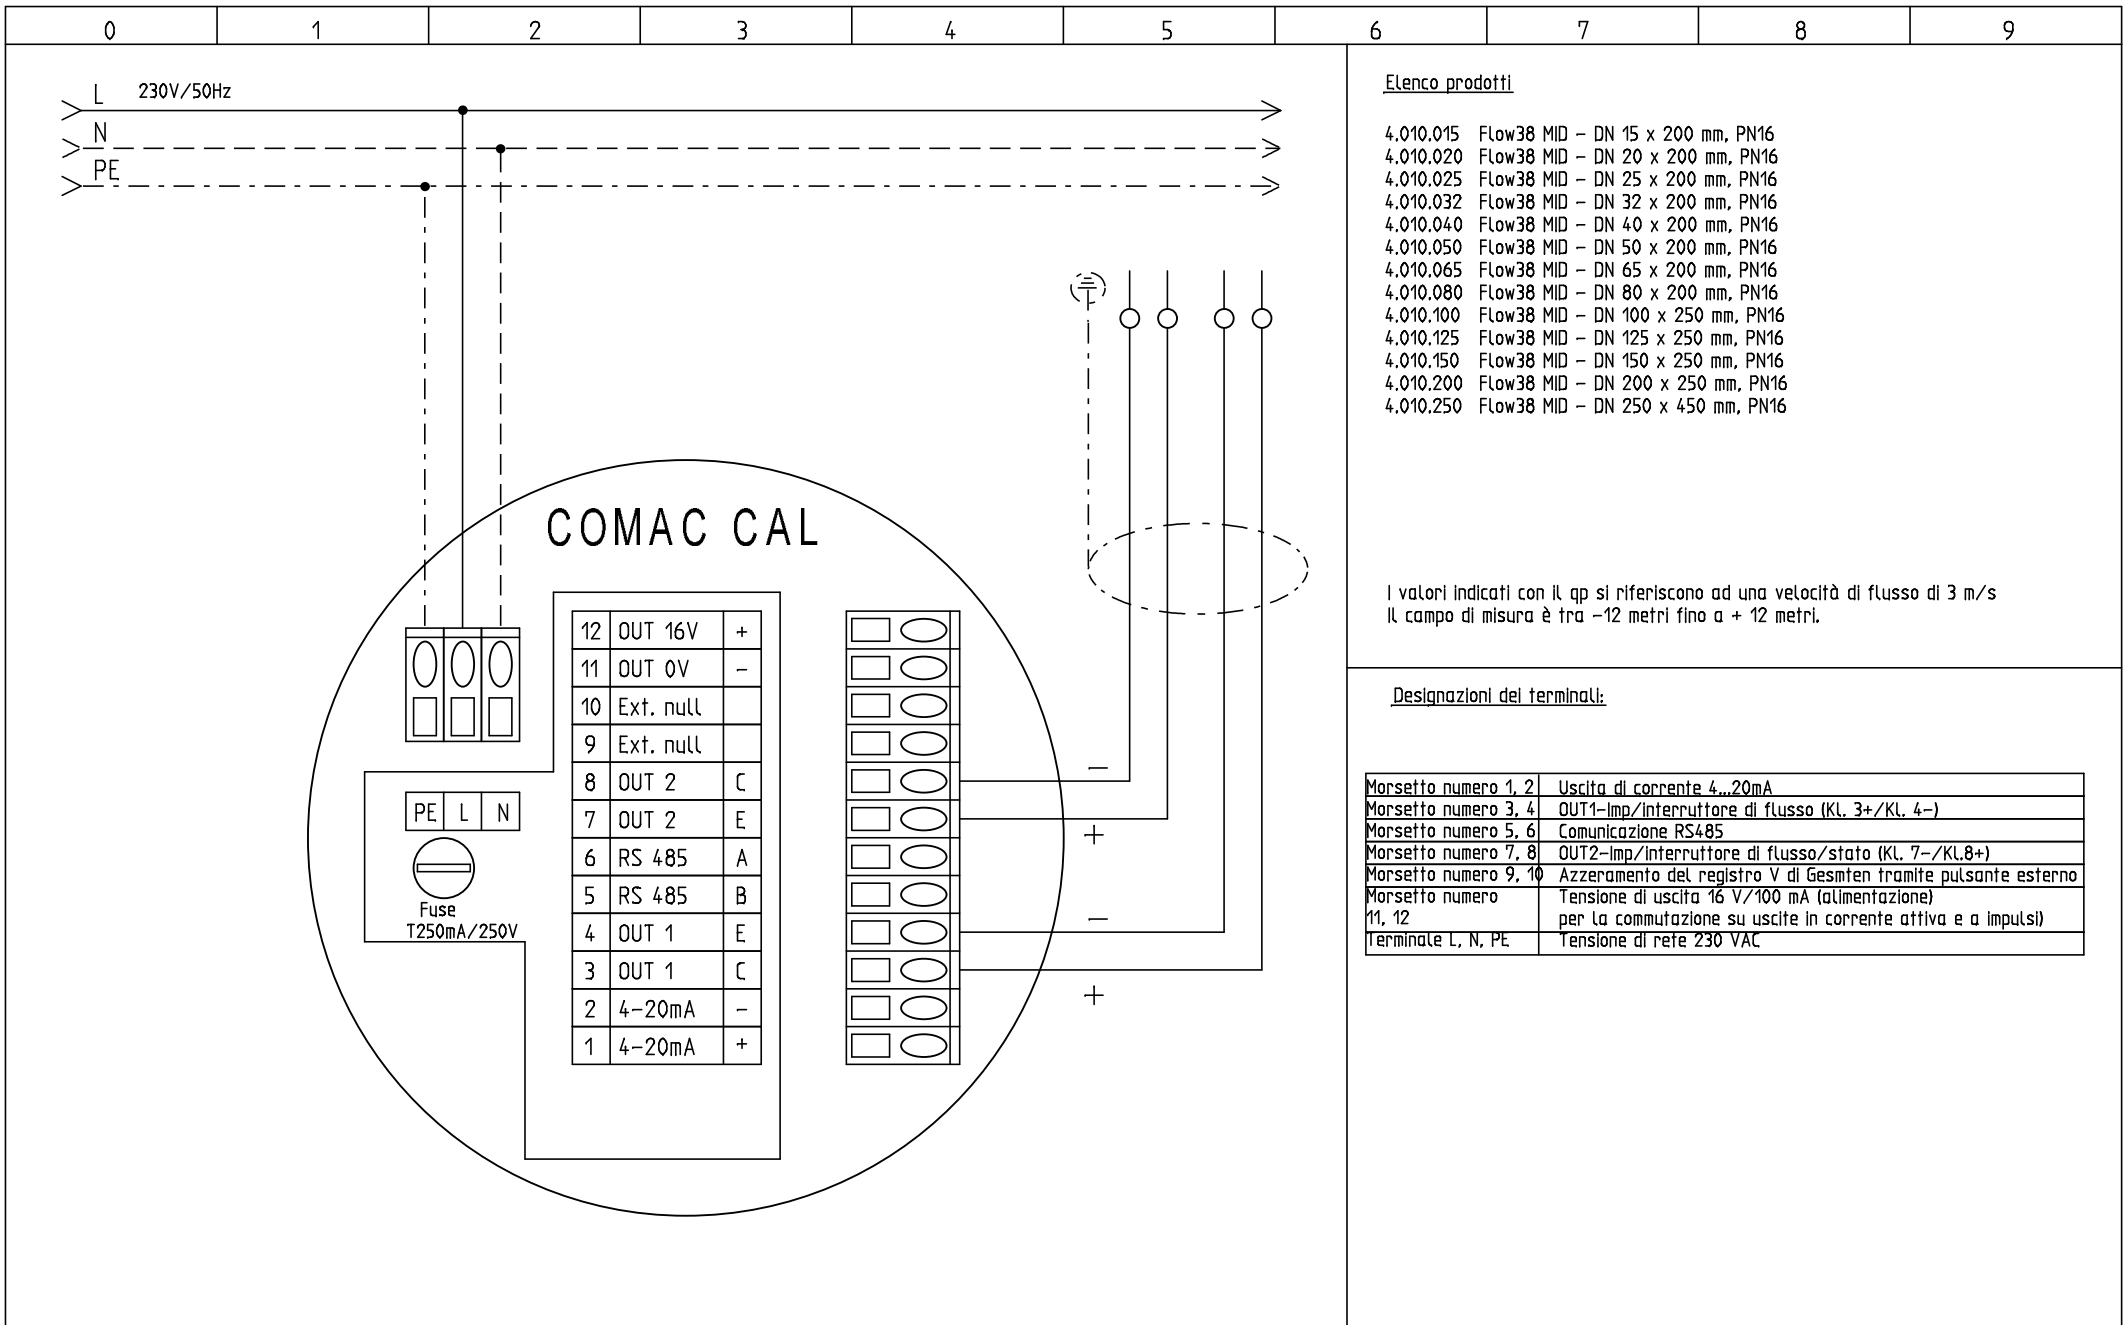 0 1 2 3 4 5 6 7 8 9
L 230V/50Hz
N
PE
COMAC CAL
12 OUT 16V +
11 OUT 0V -
10 Ext. null
9 Ext. null
8 OUT 2 C
7 OUT 2 E
6 RS 485 A
5 RS 485 B
4 OUT 1 E
3 OUT 1 C
2 4-20mA -
1 4-20mA +
PE L N
Fuse
T250mA/250V
-
+
-
+
Elenco prodotti
4.010.015 Flow38 MID - DN 15 x 200 mm, PN16
4.010.020 Flow38 MID - DN 20 x 200 mm, PN16
4.010.025 Flow38 MID - DN 25 x 200 mm, PN16
4.010.032 Flow38 MID - DN 32 x 200 mm, PN16
4.010.040 Flow38 MID - DN 40 x 200 mm, PN16
4.010.050 Flow38 MID - DN 50 x 200 mm, PN16
4.010.065 Flow38 MID - DN 65 x 200 mm, PN16
4.010.080 Flow38 MID - DN 80 x 200 mm, PN16
4.010.100 Flow38 MID - DN 100 x 250 mm, PN16
4.010.125 Flow38 MID - DN 125 x 250 mm, PN16
4.010.150 Flow38 MID - DN 150 x 250 mm, PN16
4.010.200 Flow38 MID - DN 200 x 250 mm, PN16
4.010.250 Flow38 MID - DN 250 x 450 mm, PN16
I valori indicati con il qp si riferiscono ad una velocità di flusso di 3 m/s
Il campo di misura è tra -12 metri fino a + 12 metri.
Designazioni dei terminali:
Morsetto numero 1, 2 Uscita di corrente 4...20mA
Morsetto numero 3, 4 OUT1-Imp/interruttore di flusso (Kl. 3+/Kl. 4-)
Morsetto numero 5, 6 Comunicazione RS485
Morsetto numero 7, 8 OUT2-Imp/interruttore di flusso/stato (Kl. 7-/Kl.8+)
Morsetto numero 9, 10 Azzeramento del registro V di Gesmten tramite pulsante esterno
Morsetto numero Tensione di uscita 16 V/100 mA (alimentazione)
11, 12 per la commutazione su uscite in corrente attiva e a impulsi)
Terminale L, N, PE Tensione di rete 230 VAC